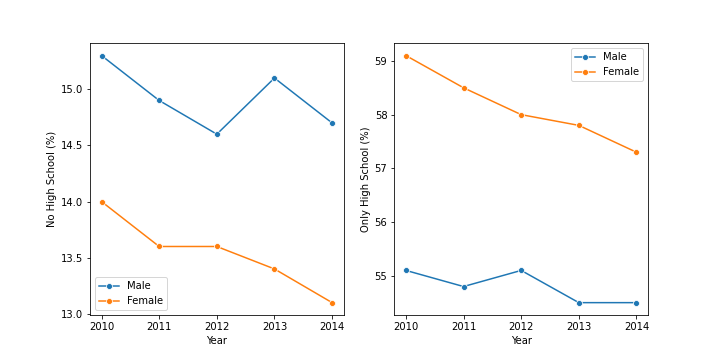 No High School (%)
15.0
14.5
14.0
13.5
13.0
2010 2011 2012 2013 2014
Year
Male
Female
Only High School (%)
59
58
57
56
55
2010 2011 2012 2013 2014
Year
Male
Female